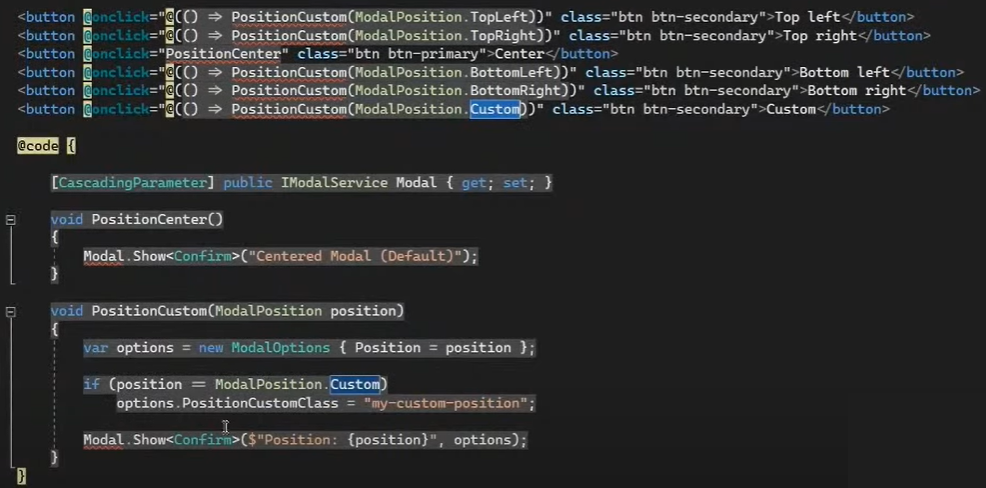 <button @onclick="@(() => PositionCustom(ModalPosition.TopLeft))" class="btn btn-secondary">Top left</button>
<button @onclick="@(() => PositionCustom(ModalPosition.TopRight))" class="btn btn-secondary">Top right</button>
<button @onclick="PositionCenter" class="btn btn-primary">Center</button>
<button @onclick="@(() => PositionCustom(ModalPosition.BottomLeft))" class="btn btn-secondary">Bottom left</button>
<button @onclick="@(() => PositionCustom(ModalPosition.BottomRight))" class="btn btn-secondary">Bottom right</button>
<button @onclick="@(() => PositionCustom(ModalPosition.Custom))" class="btn btn-secondary">Custom</button>
@code {
[CascadingParameter] public IModalService Modal { get; set; }
void PositionCenter()
{
Modal.Show<Confirm>("Centered Modal (Default)");
}
void PositionCustom(ModalPosition position)
{
var options = new ModalOptions { Position = position };
if (position == ModalPosition.Custom)
options.PositionCustomClass = "my-custom-position";
Modal.Show<Confirm>($"Position: {position}", options);
}
}